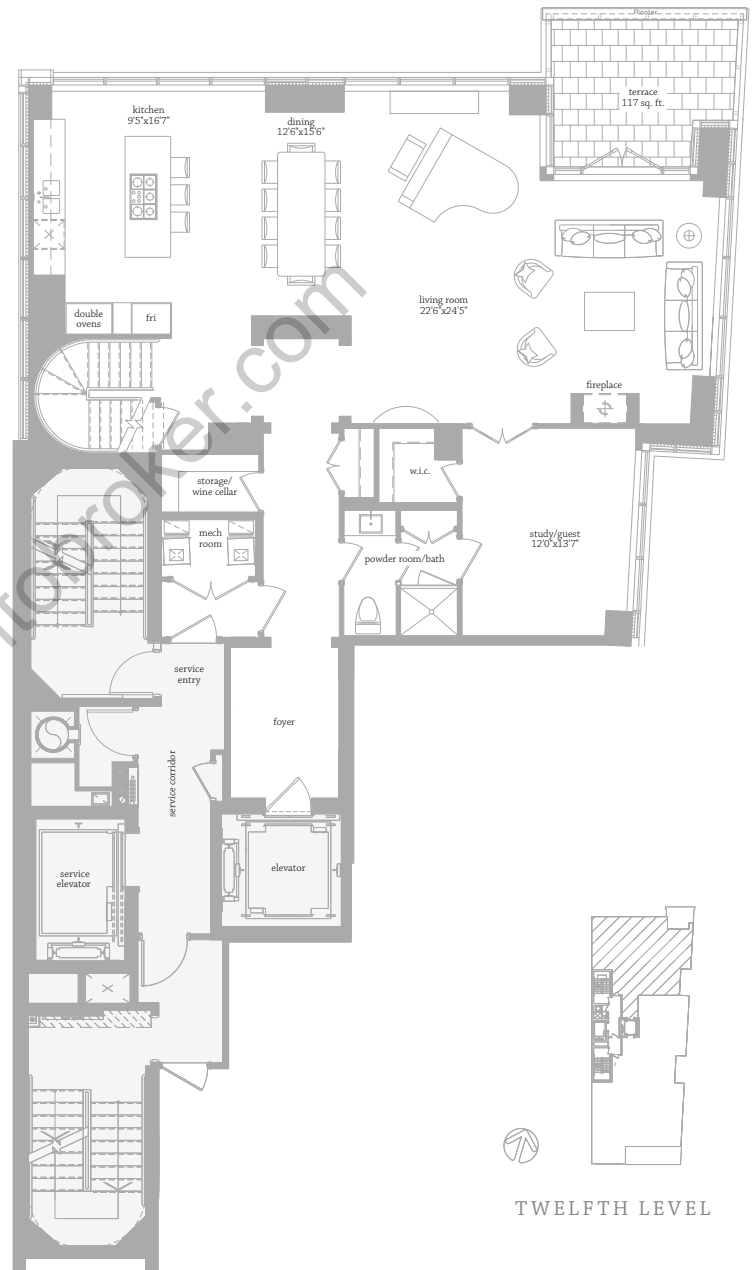 Planter
terrace
117 sq. ft.
kitchen
9'5"x16'7"
dining
12'6"x15'6"
living room
22'6"x24'5"
double
ovens
fri
fireplace
storage/
wine cellar
w.i.c.
mech
room
powder room/bath
study/guest
12'0"x13'7"
service
entry
foyer
service corridor
elevator
service
elevator
TWELFTH LEVEL
itobroker.com